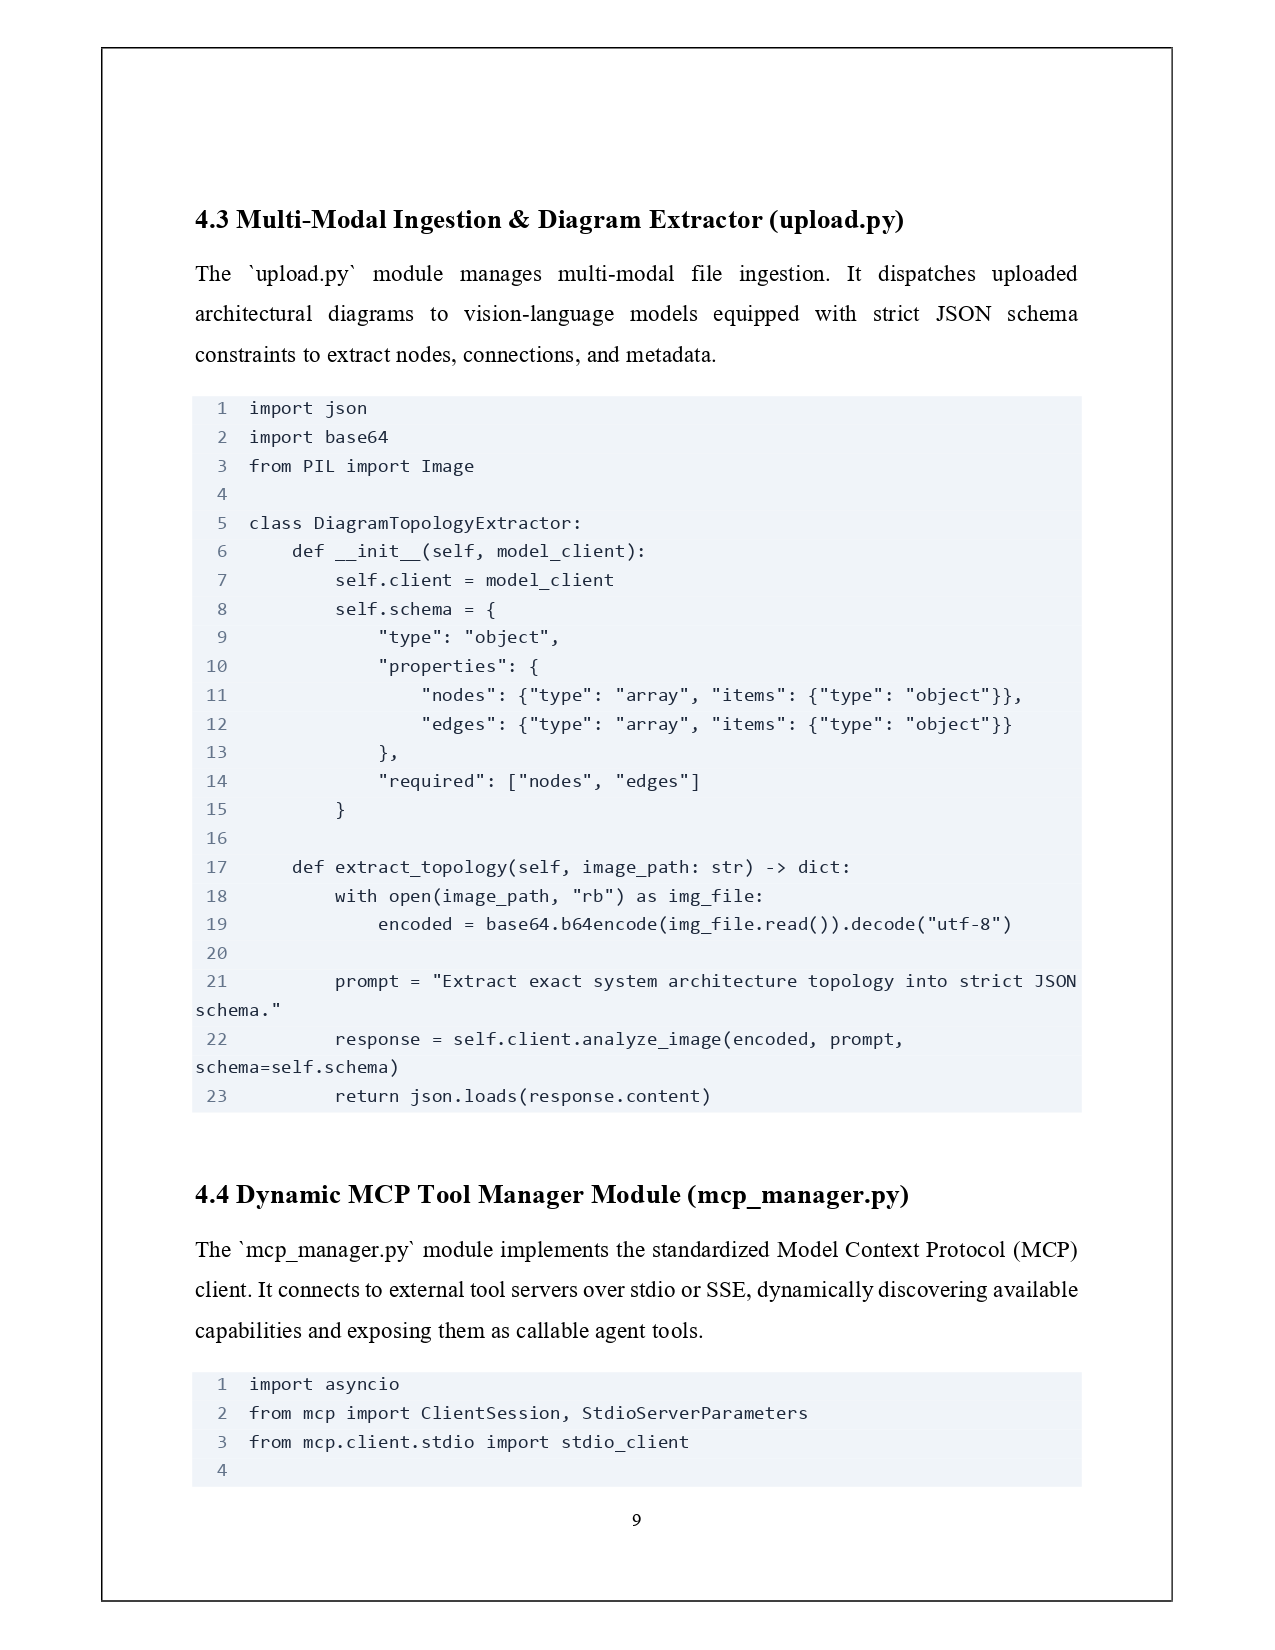 4.3 Multi-Modal Ingestion & Diagram Extractor (upload.py)
The `upload.py` module manages multi-modal file ingestion. It dispatches uploaded
architectural diagrams to vision-language models equipped with strict JSON schema
constraints to extract nodes, connections, and metadata.
1  import json
2  import base64
3  from PIL import Image
4
5  class DiagramTopologyExtractor:
6      def __init__(self, model_client):
7          self.client = model_client
8          self.schema = {
9              "type": "object",
10              "properties": {
11                  "nodes": {"type": "array", "items": {"type": "object"}},
12                  "edges": {"type": "array", "items": {"type": "object"}}
13              },
14              "required": ["nodes", "edges"]
15          }
16
17      def extract_topology(self, image_path: str) -> dict:
18          with open(image_path, "rb") as img_file:
19              encoded = base64.b64encode(img_file.read()).decode("utf-8")
20
21          prompt = "Extract exact system architecture topology into strict JSON
schema."
22          response = self.client.analyze_image(encoded, prompt,
schema=self.schema)
23          return json.loads(response.content)
4.4 Dynamic MCP Tool Manager Module (mcp_manager.py)
The `mcp_manager.py` module implements the standardized Model Context Protocol (MCP)
client. It connects to external tool servers over stdio or SSE, dynamically discovering available
capabilities and exposing them as callable agent tools.
1  import asyncio
2  from mcp import ClientSession, StdioServerParameters
3  from mcp.client.stdio import stdio_client
4
9